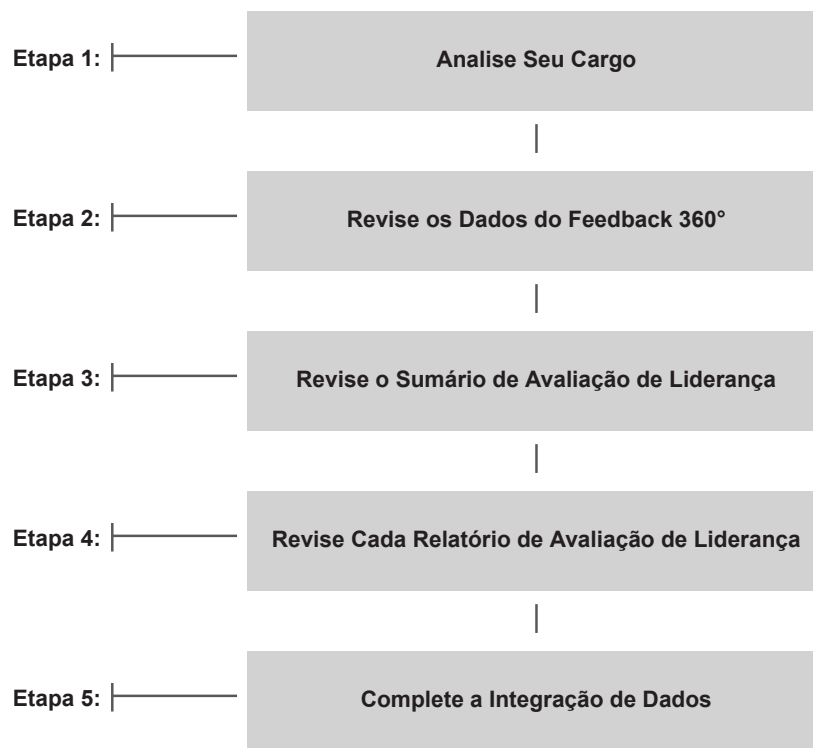 Etapa 1: Analise Seu Cargo
Etapa 2: Revise os Dados do Feedback 360°
Etapa 3: Revise o Sumário de Avaliação de Liderança
Etapa 4: Revise Cada Relatório de Avaliação de Liderança
Etapa 5: Complete a Integração de Dados